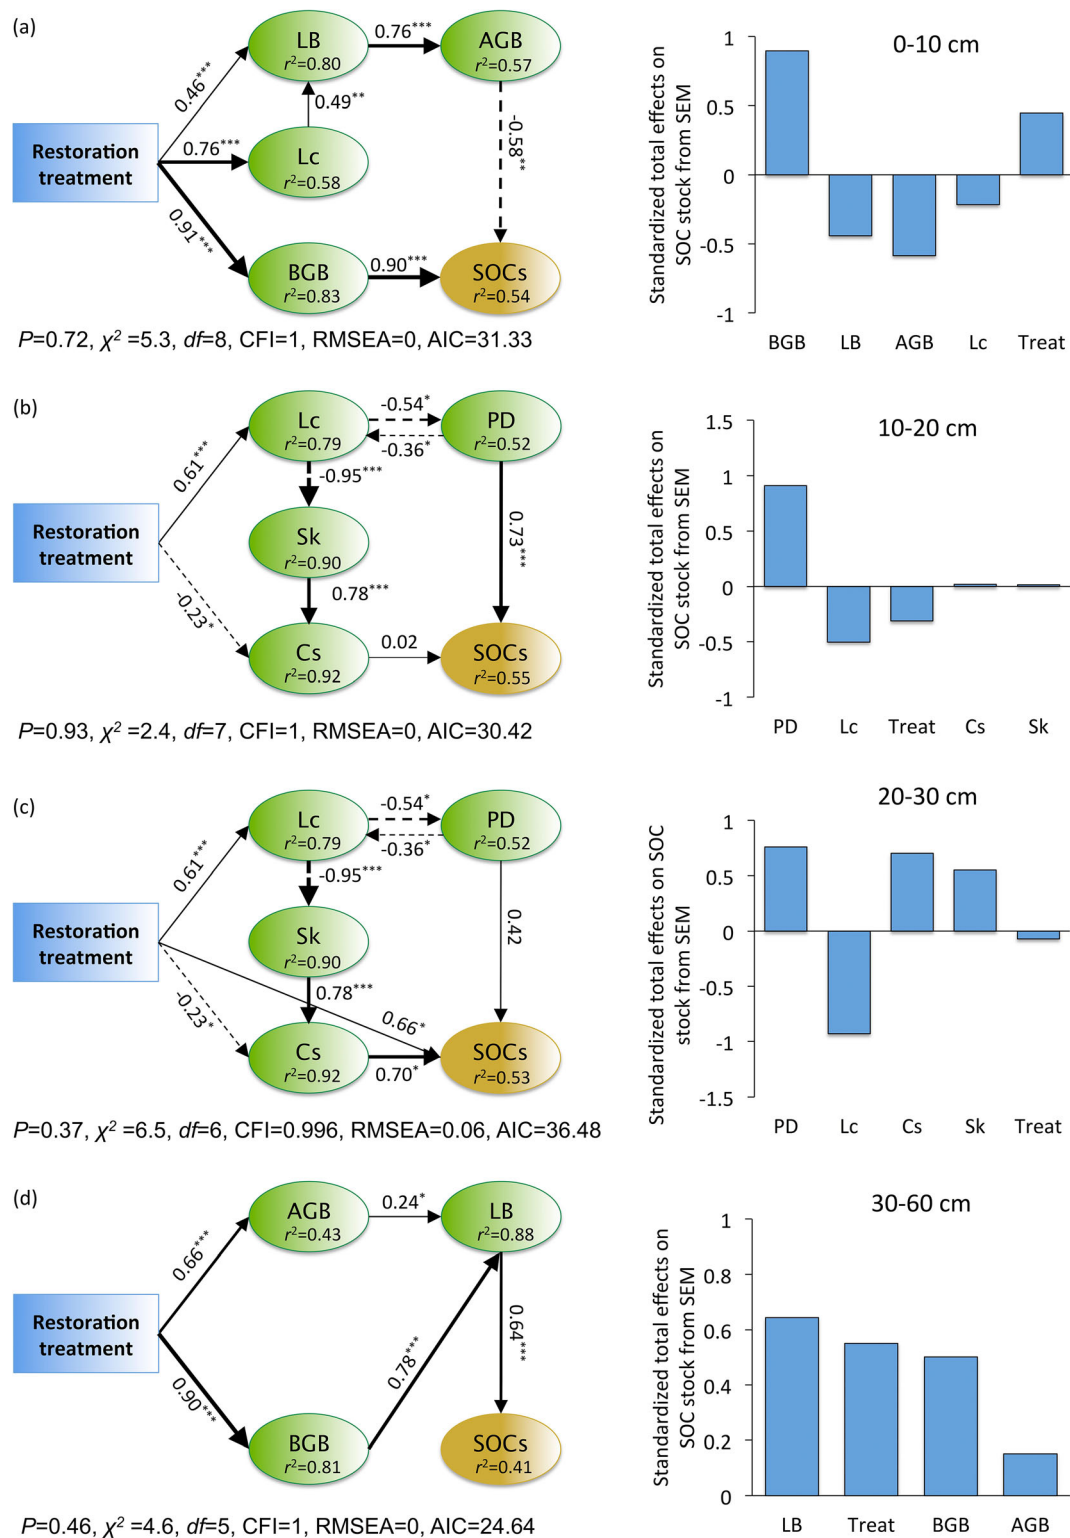 (a)
LB
r²=0.80
0.76***
AGB
r²=0.57
0.46***
0.49**
-0.58**
Restoration
treatment
0.76***
Lc
r²=0.58
0.91***
BGB
r²=0.83
0.90***
SOCs
r²=0.54
P=0.72, χ² =5.3, df=8, CFI=1, RMSEA=0, AIC=31.33
0-10 cm
Standardized total effects on
SOC stock from SEM
1
0.5
0
-0.5
-1
BGB LB AGB Lc Treat
(b)
Lc
r²=0.79
-0.54*
-0.36*
PD
r²=0.52
0.61***
-0.95***
Restoration
treatment
Sk
r²=0.90
0.73***
-0.23*
0.78***
Cs
r²=0.92
0.02
SOCs
r²=0.55
P=0.93, χ² =2.4, df=7, CFI=1, RMSEA=0, AIC=30.42
10-20 cm
Standardized total effects on
SOC stock from SEM
1.5
1
0.5
0
-0.5
-1
PD Lc Treat Cs Sk
(c)
Lc
r²=0.79
-0.54*
-0.36*
PD
r²=0.52
0.61***
-0.95***
Restoration
treatment
Sk
r²=0.90
0.42
-0.23*
0.78***
0.66*
Cs
r²=0.92
0.70*
SOCs
r²=0.53
P=0.37, χ² =6.5, df=6, CFI=0.996, RMSEA=0.06, AIC=36.48
20-30 cm
Standardized total effects on SOC
stock from SEM
1
0.5
0
-0.5
-1
-1.5
PD Lc Cs Sk Treat
(d)
AGB
r²=0.43
0.24*
LB
r²=0.88
0.66***
Restoration
treatment
0.64***
0.78***
0.90***
BGB
r²=0.81
SOCs
r²=0.41
P=0.46, χ² =4.6, df=5, CFI=1, RMSEA=0, AIC=24.64
30-60 cm
Standardized total effects on
SOC stock from SEM
1
0.8
0.6
0.4
0.2
0
LB Treat BGB AGB